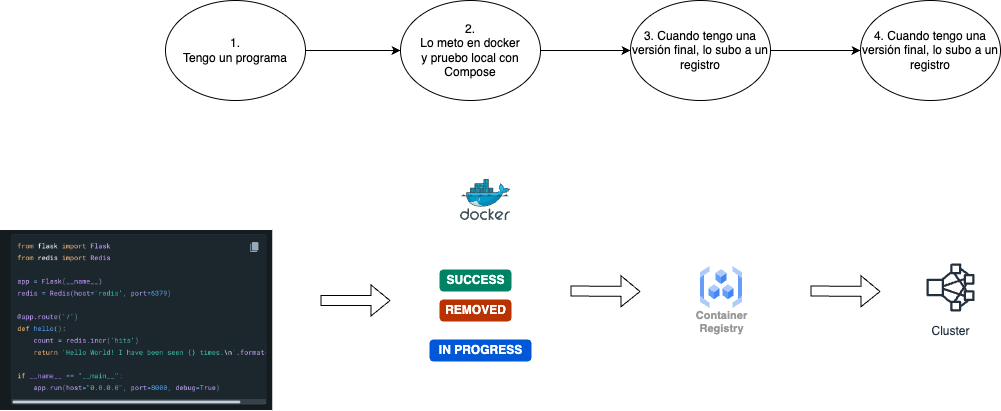 1.
Tengo un programa
2.
Lo meto en docker
y pruebo local con
Compose
3. Cuando tengo una
versión final, lo subo a un
registro
4. Cuando tengo una
versión final, lo subo a un
registro
docker
from flask import Flask
from redis import Redis
app = Flask(__name__)
redis = Redis(host='redis', port=6379)
@app.route('/')
def hello():
count = redis.incr('hits')
return 'Hello World! I have been seen {} times.\n'.format
if __name__ == "__main__":
app.run(host="0.0.0.0", port=8000, debug=True)
SUCCESS
REMOVED
IN PROGRESS
Container
Registry
Cluster